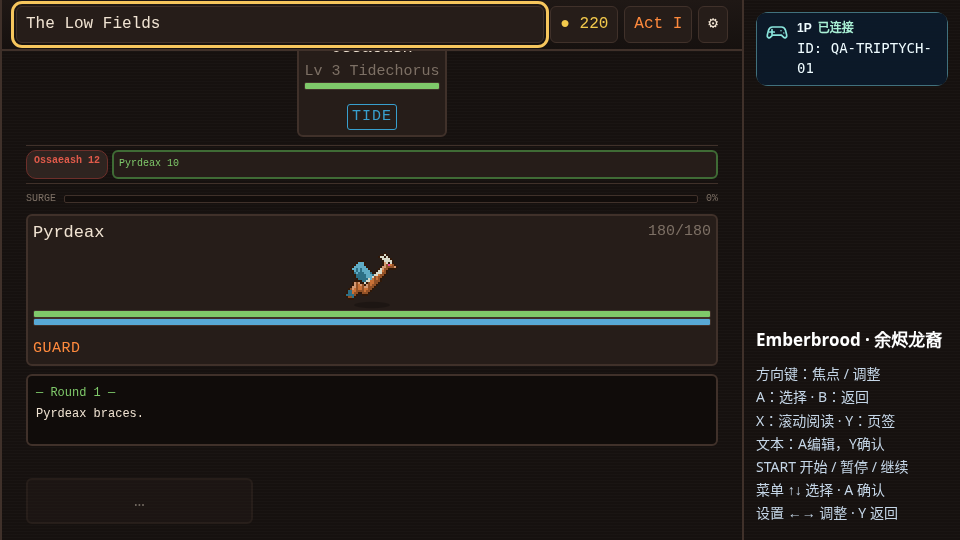 The Low Fields
● 220
Act I
Lv 3 Tidechorus
TIDE
Ossaeash 12
Pyrdeax 10
SURGE
0%
Pyrdeax
180/180
GUARD
— Round 1 —
Pyrdeax braces.
…
1P 已连接
ID: QA-TRIPTYCH-
01
Emberbrood · 余烬龙裔
方向键：焦点 / 调整
A：选择 · B：返回
X：滚动阅读 · Y：页签
文本：A编辑，Y确认
START 开始 / 暂停 / 继续
菜单 ↑↓ 选择 · A 确认
设置 ←→ 调整 · Y 返回